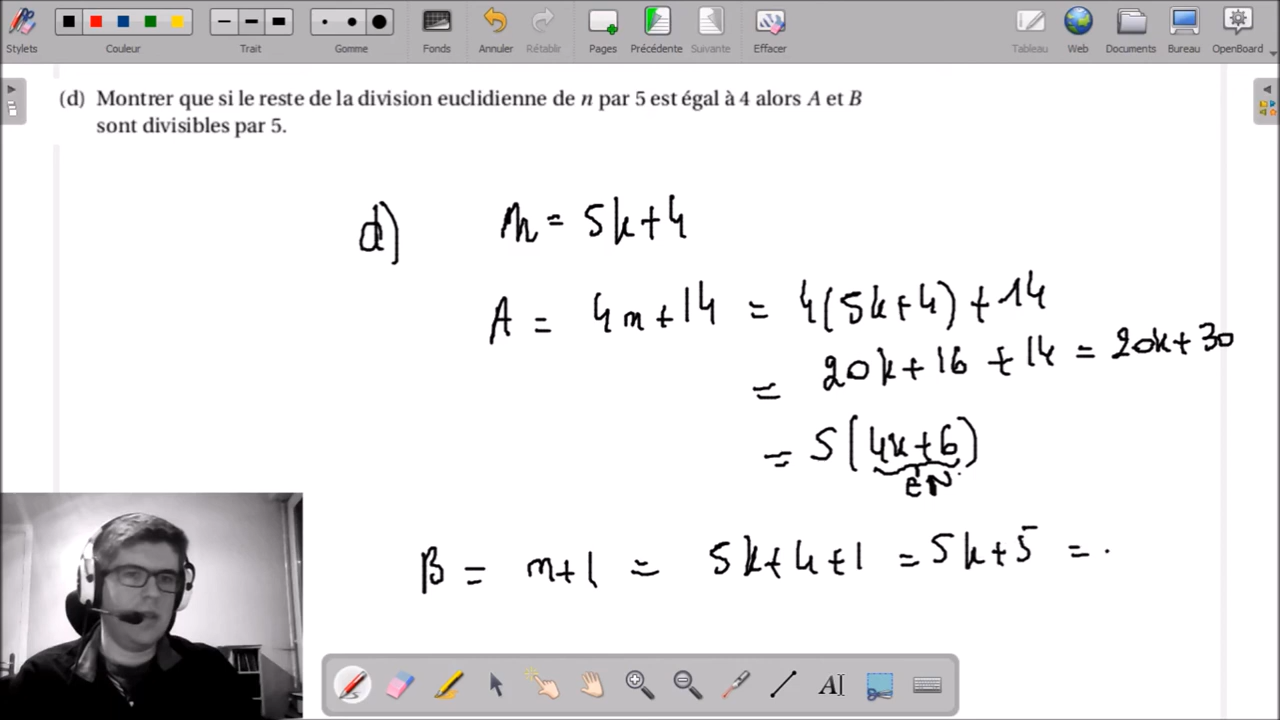 Stylets
Couleur
Trait
Gomme
Fonds
Annuler
Rétablir
Pages
Précédente
Suivante
Effacer
Tableau
Web
Documents
Bureau
OpenBoard
(d) Montrer que si le reste de la division euclidienne de n par 5 est égal à 4 alors A et B
sont divisibles par 5.
d) n = 5k+4
A = 4n+14 = 4(5k+4)+14
= 20k+16+14 = 20k+30
= 5(4k+6)
∈ N
B = n+1 = 5k+4+1 = 5k+5 =
AI